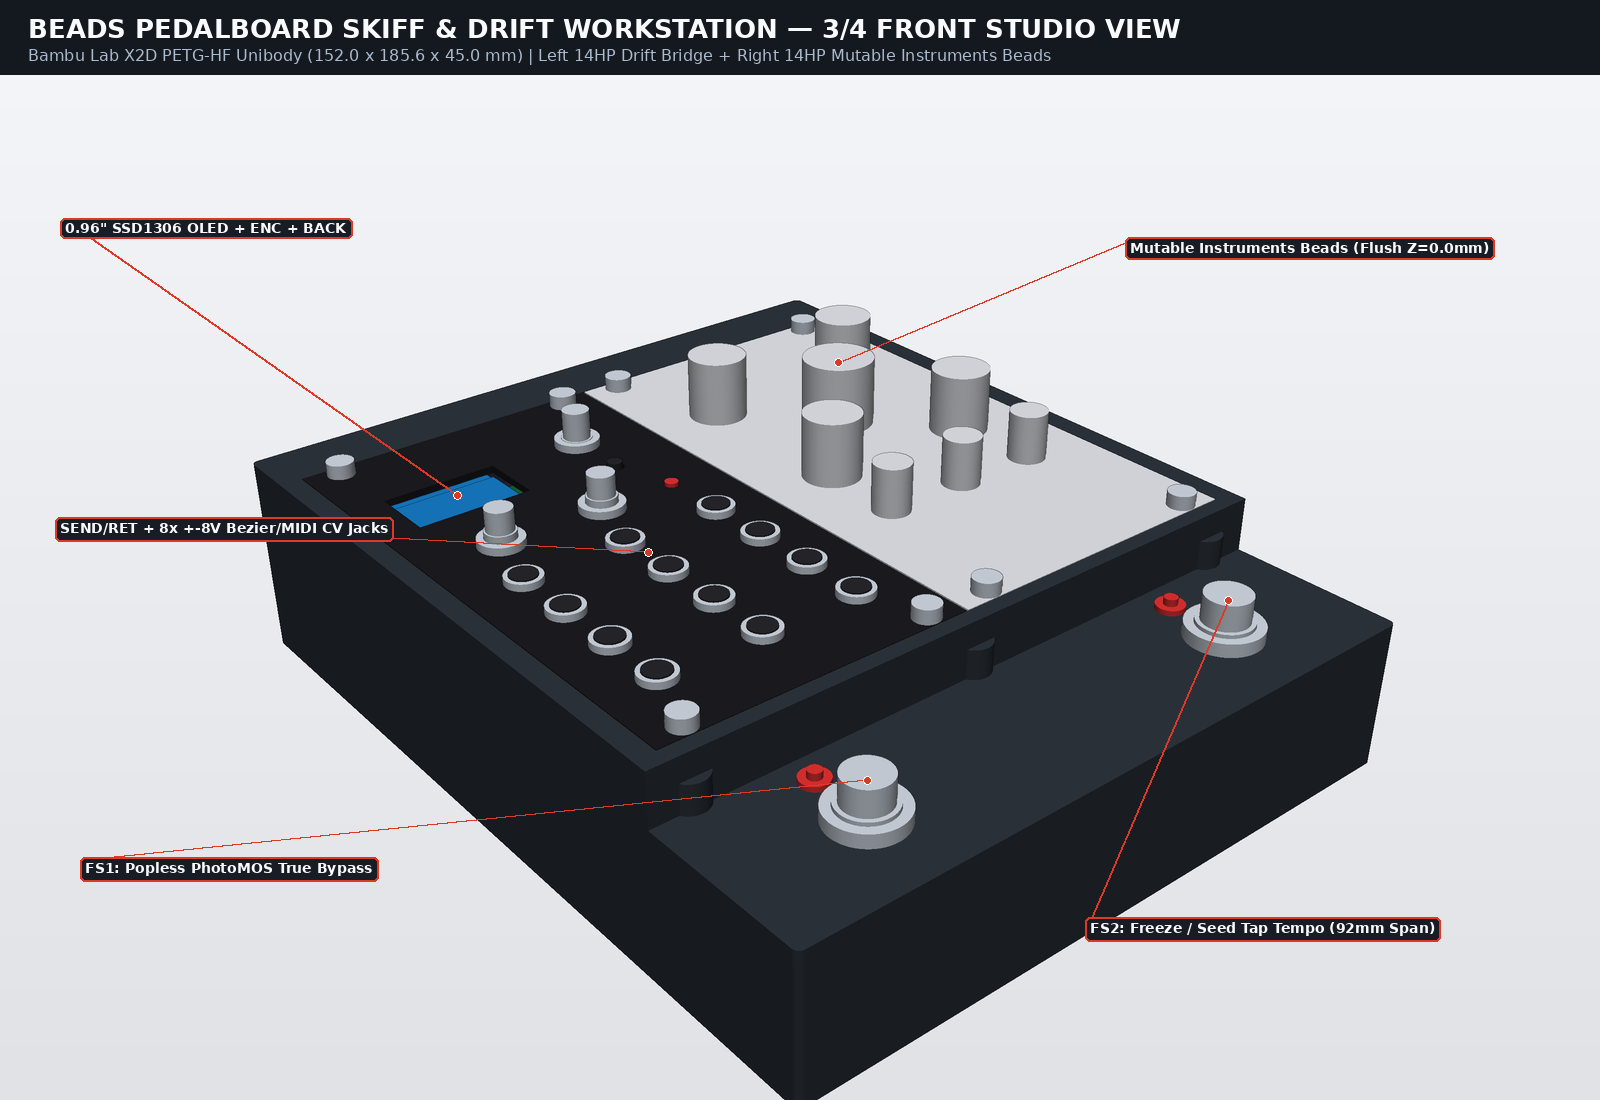 BEADS PEDALBOARD SKIFF & DRIFT WORKSTATION — 3/4 FRONT STUDIO VIEW
Bambu Lab X2D PETG-HF Unibody (152.0 x 185.6 x 45.0 mm) | Left 14HP Drift Bridge + Right 14HP Mutable Instruments Beads
0.96" SSD1306 OLED + ENC + BACK
Mutable Instruments Beads (Flush Z=0.0mm)
SEND/RET + 8x +-8V Bezier/MIDI CV Jacks
FS1: Popless PhotoMOS True Bypass
FS2: Freeze / Seed Tap Tempo (92mm Span)